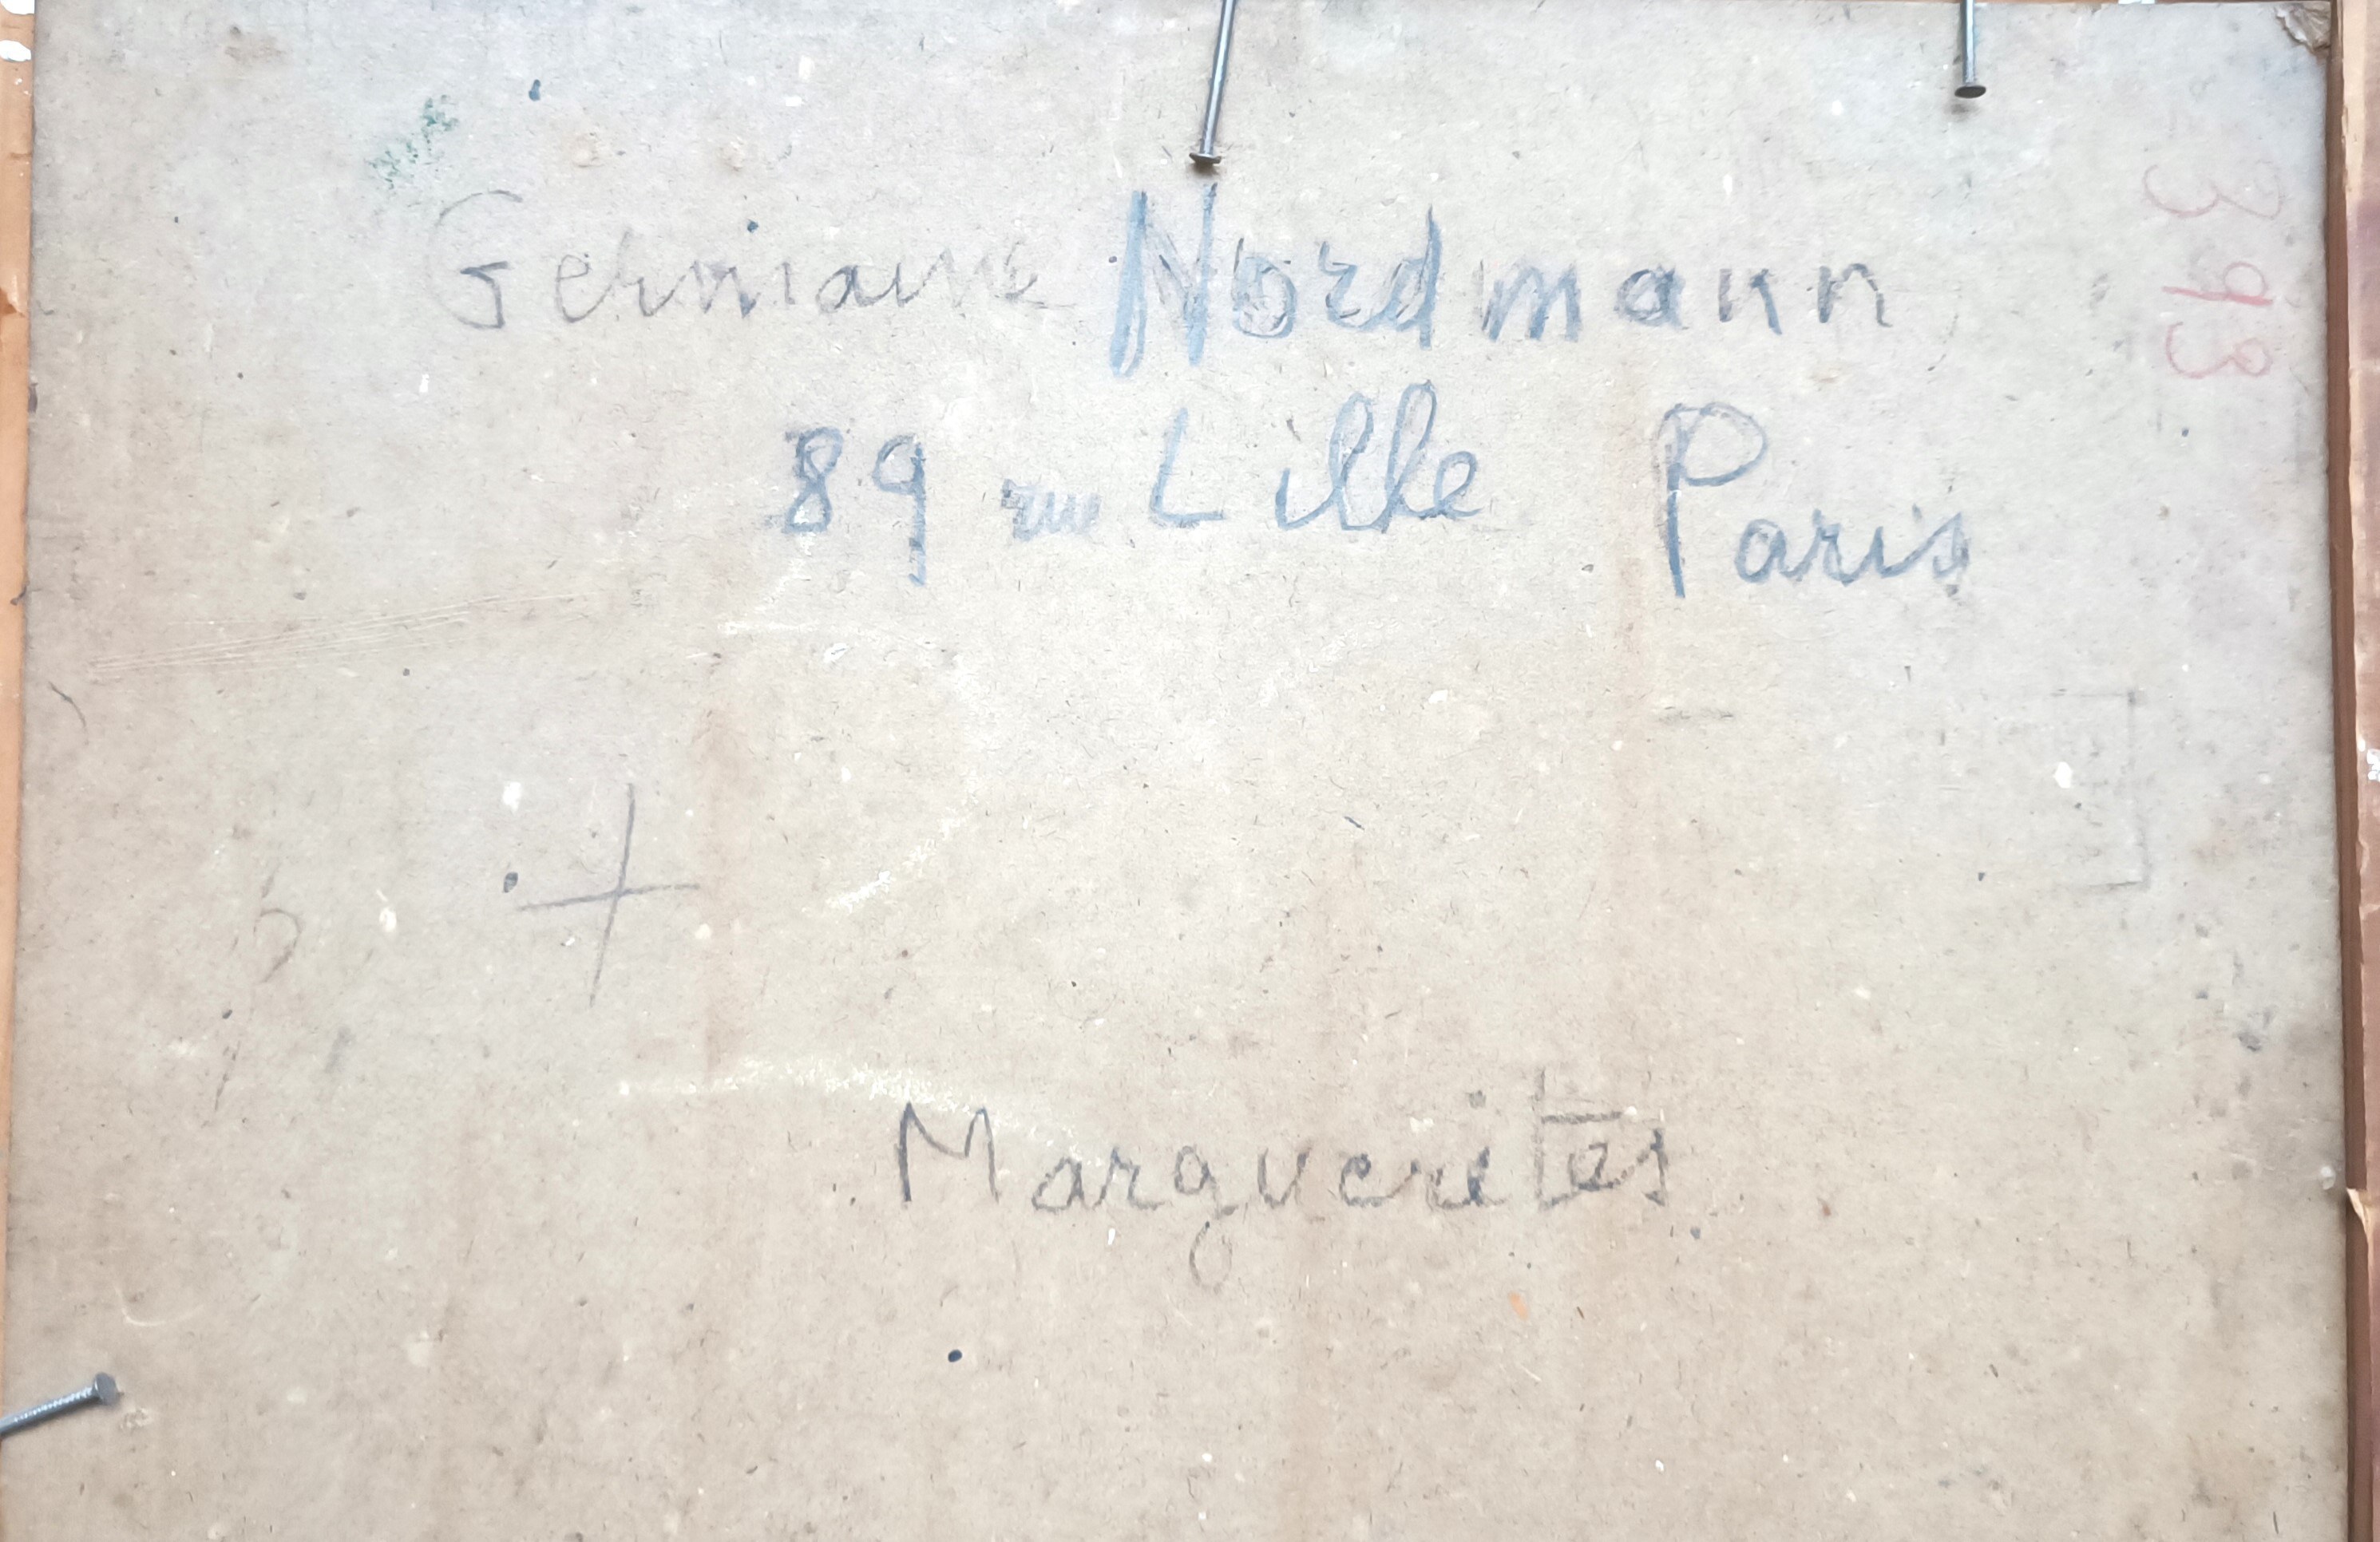 Germaine Nordmann
89 rue Lille Paris
Marguerites
393